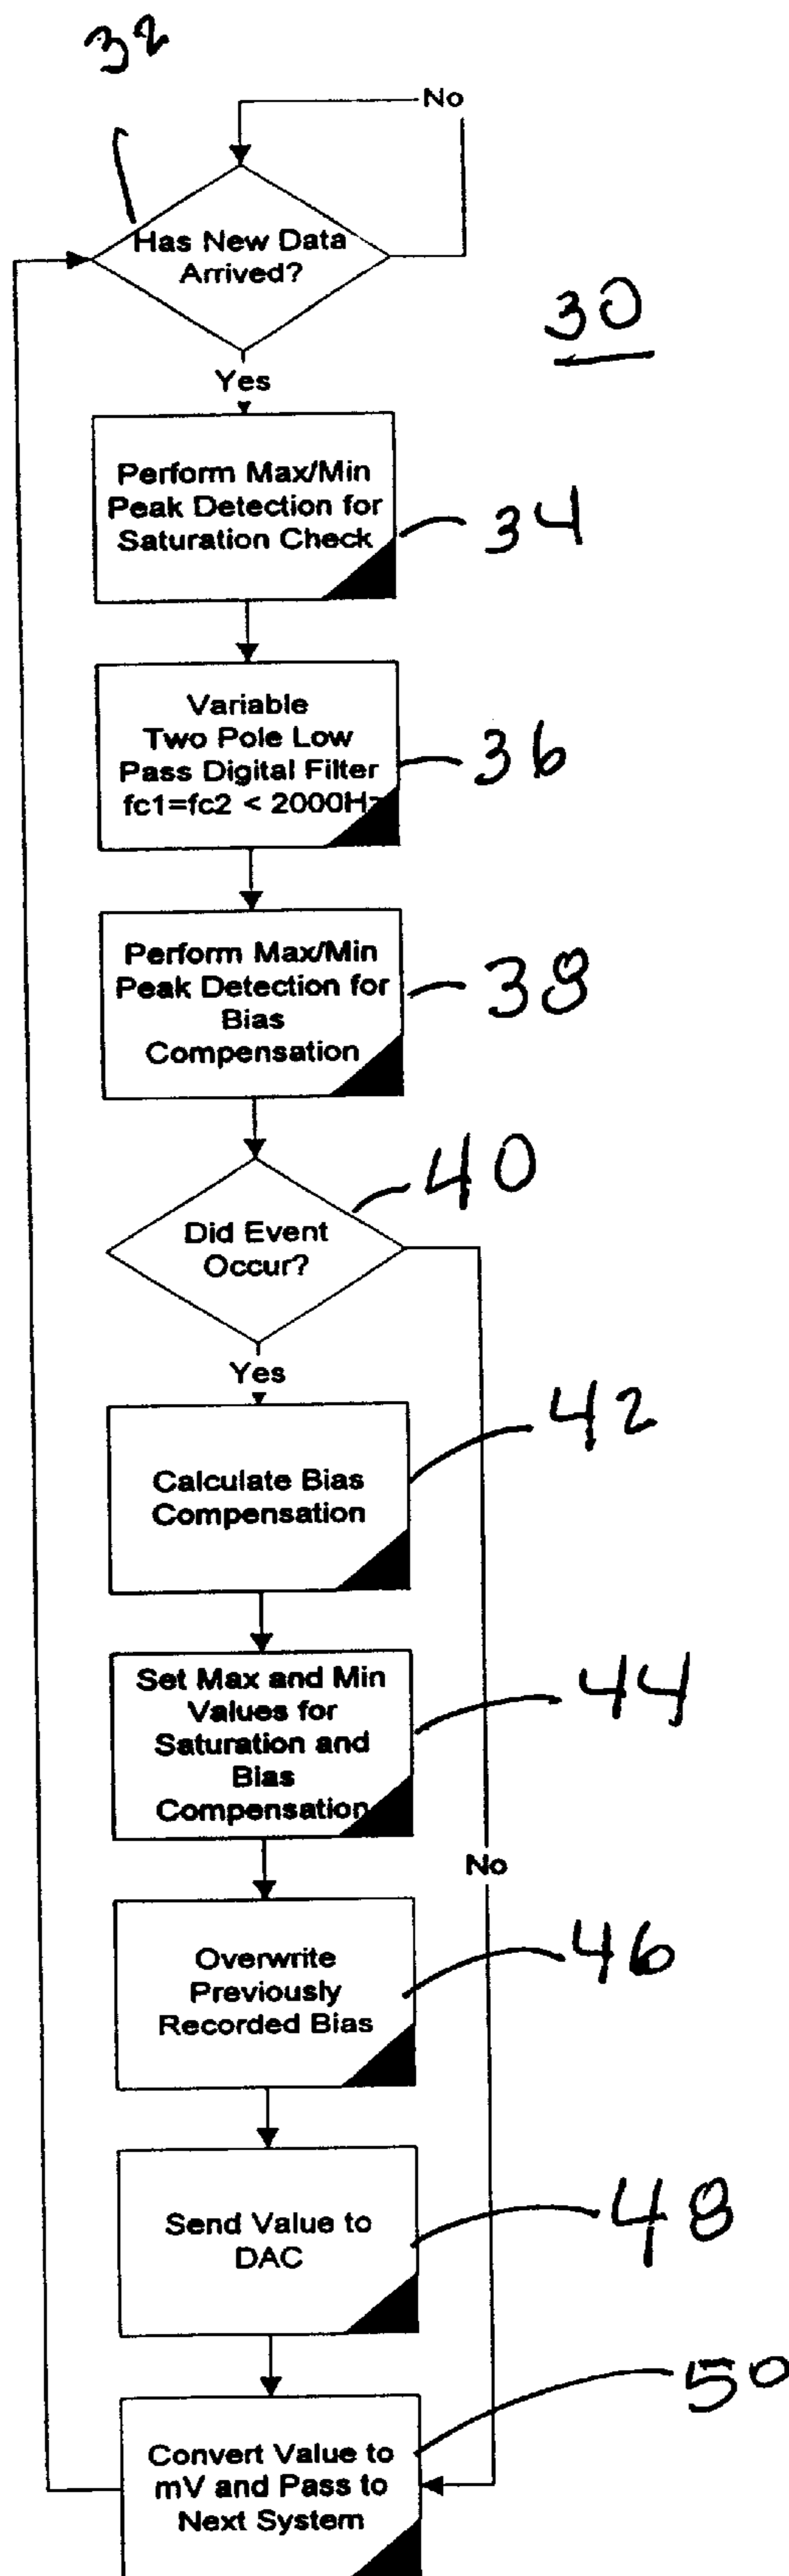 32
No
Has New Data
Arrived?
30
Yes
Perform Max/Min
Peak Detection for
Saturation Check
34
Variable
Two Pole Low
Pass Digital Filter
fc1=fc2 < 2000Hz
36
Perform Max/Min
Peak Detection for
Bias
Compensation
38
40
Did Event
Occur?
Yes
42
Calculate Bias
Compensation
44
Set Max and Min
Values for
Saturation and
Bias
Compensation
No
46
Overwrite
Previously
Recorded Bias
48
Send Value to
DAC
50
Convert Value to
mV and Pass to
Next System